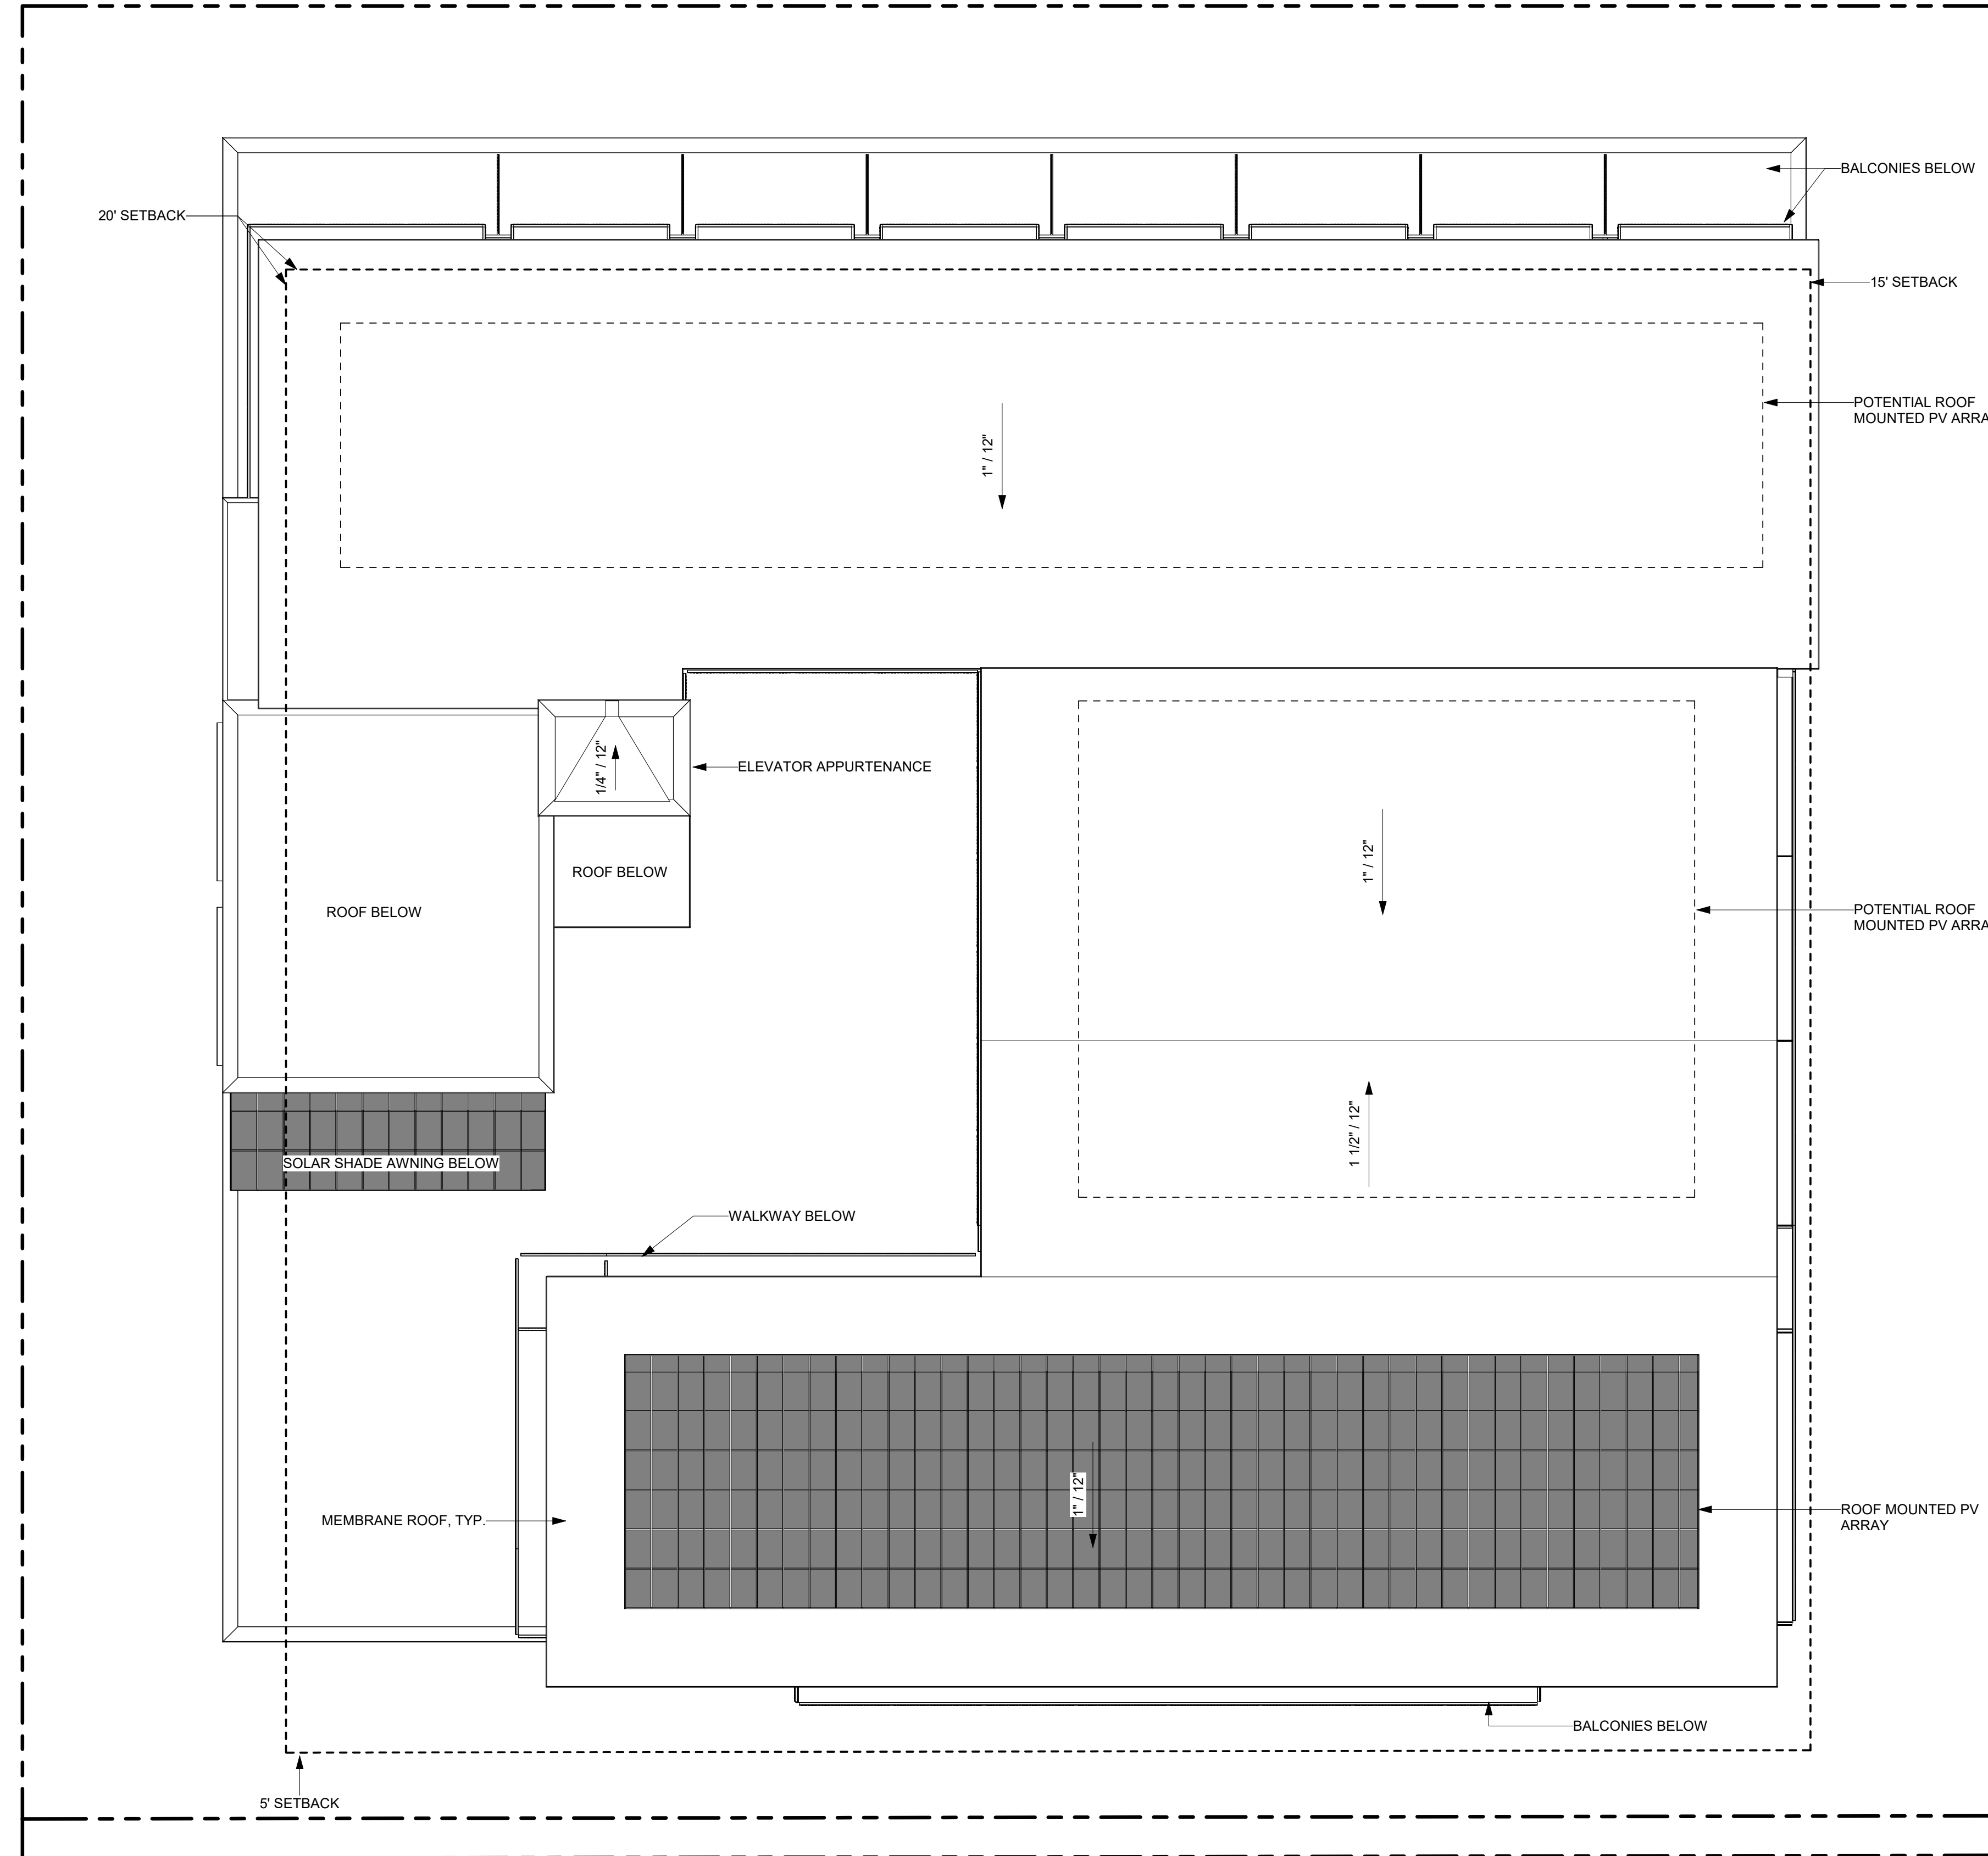 BALCONIES BELOW
20' SETBACK
15' SETBACK
POTENTIAL ROOF
MOUNTED PV ARRA
1" / 12"
ELEVATOR APPURTENANCE
1/4" / 12"
ROOF BELOW
ROOF BELOW
1" / 12"
POTENTIAL ROOF
MOUNTED PV ARRA
1 1/2" / 12"
SOLAR SHADE AWNING BELOW
WALKWAY BELOW
1" / 12"
MEMBRANE ROOF, TYP.
ROOF MOUNTED PV
ARRAY
BALCONIES BELOW
5' SETBACK